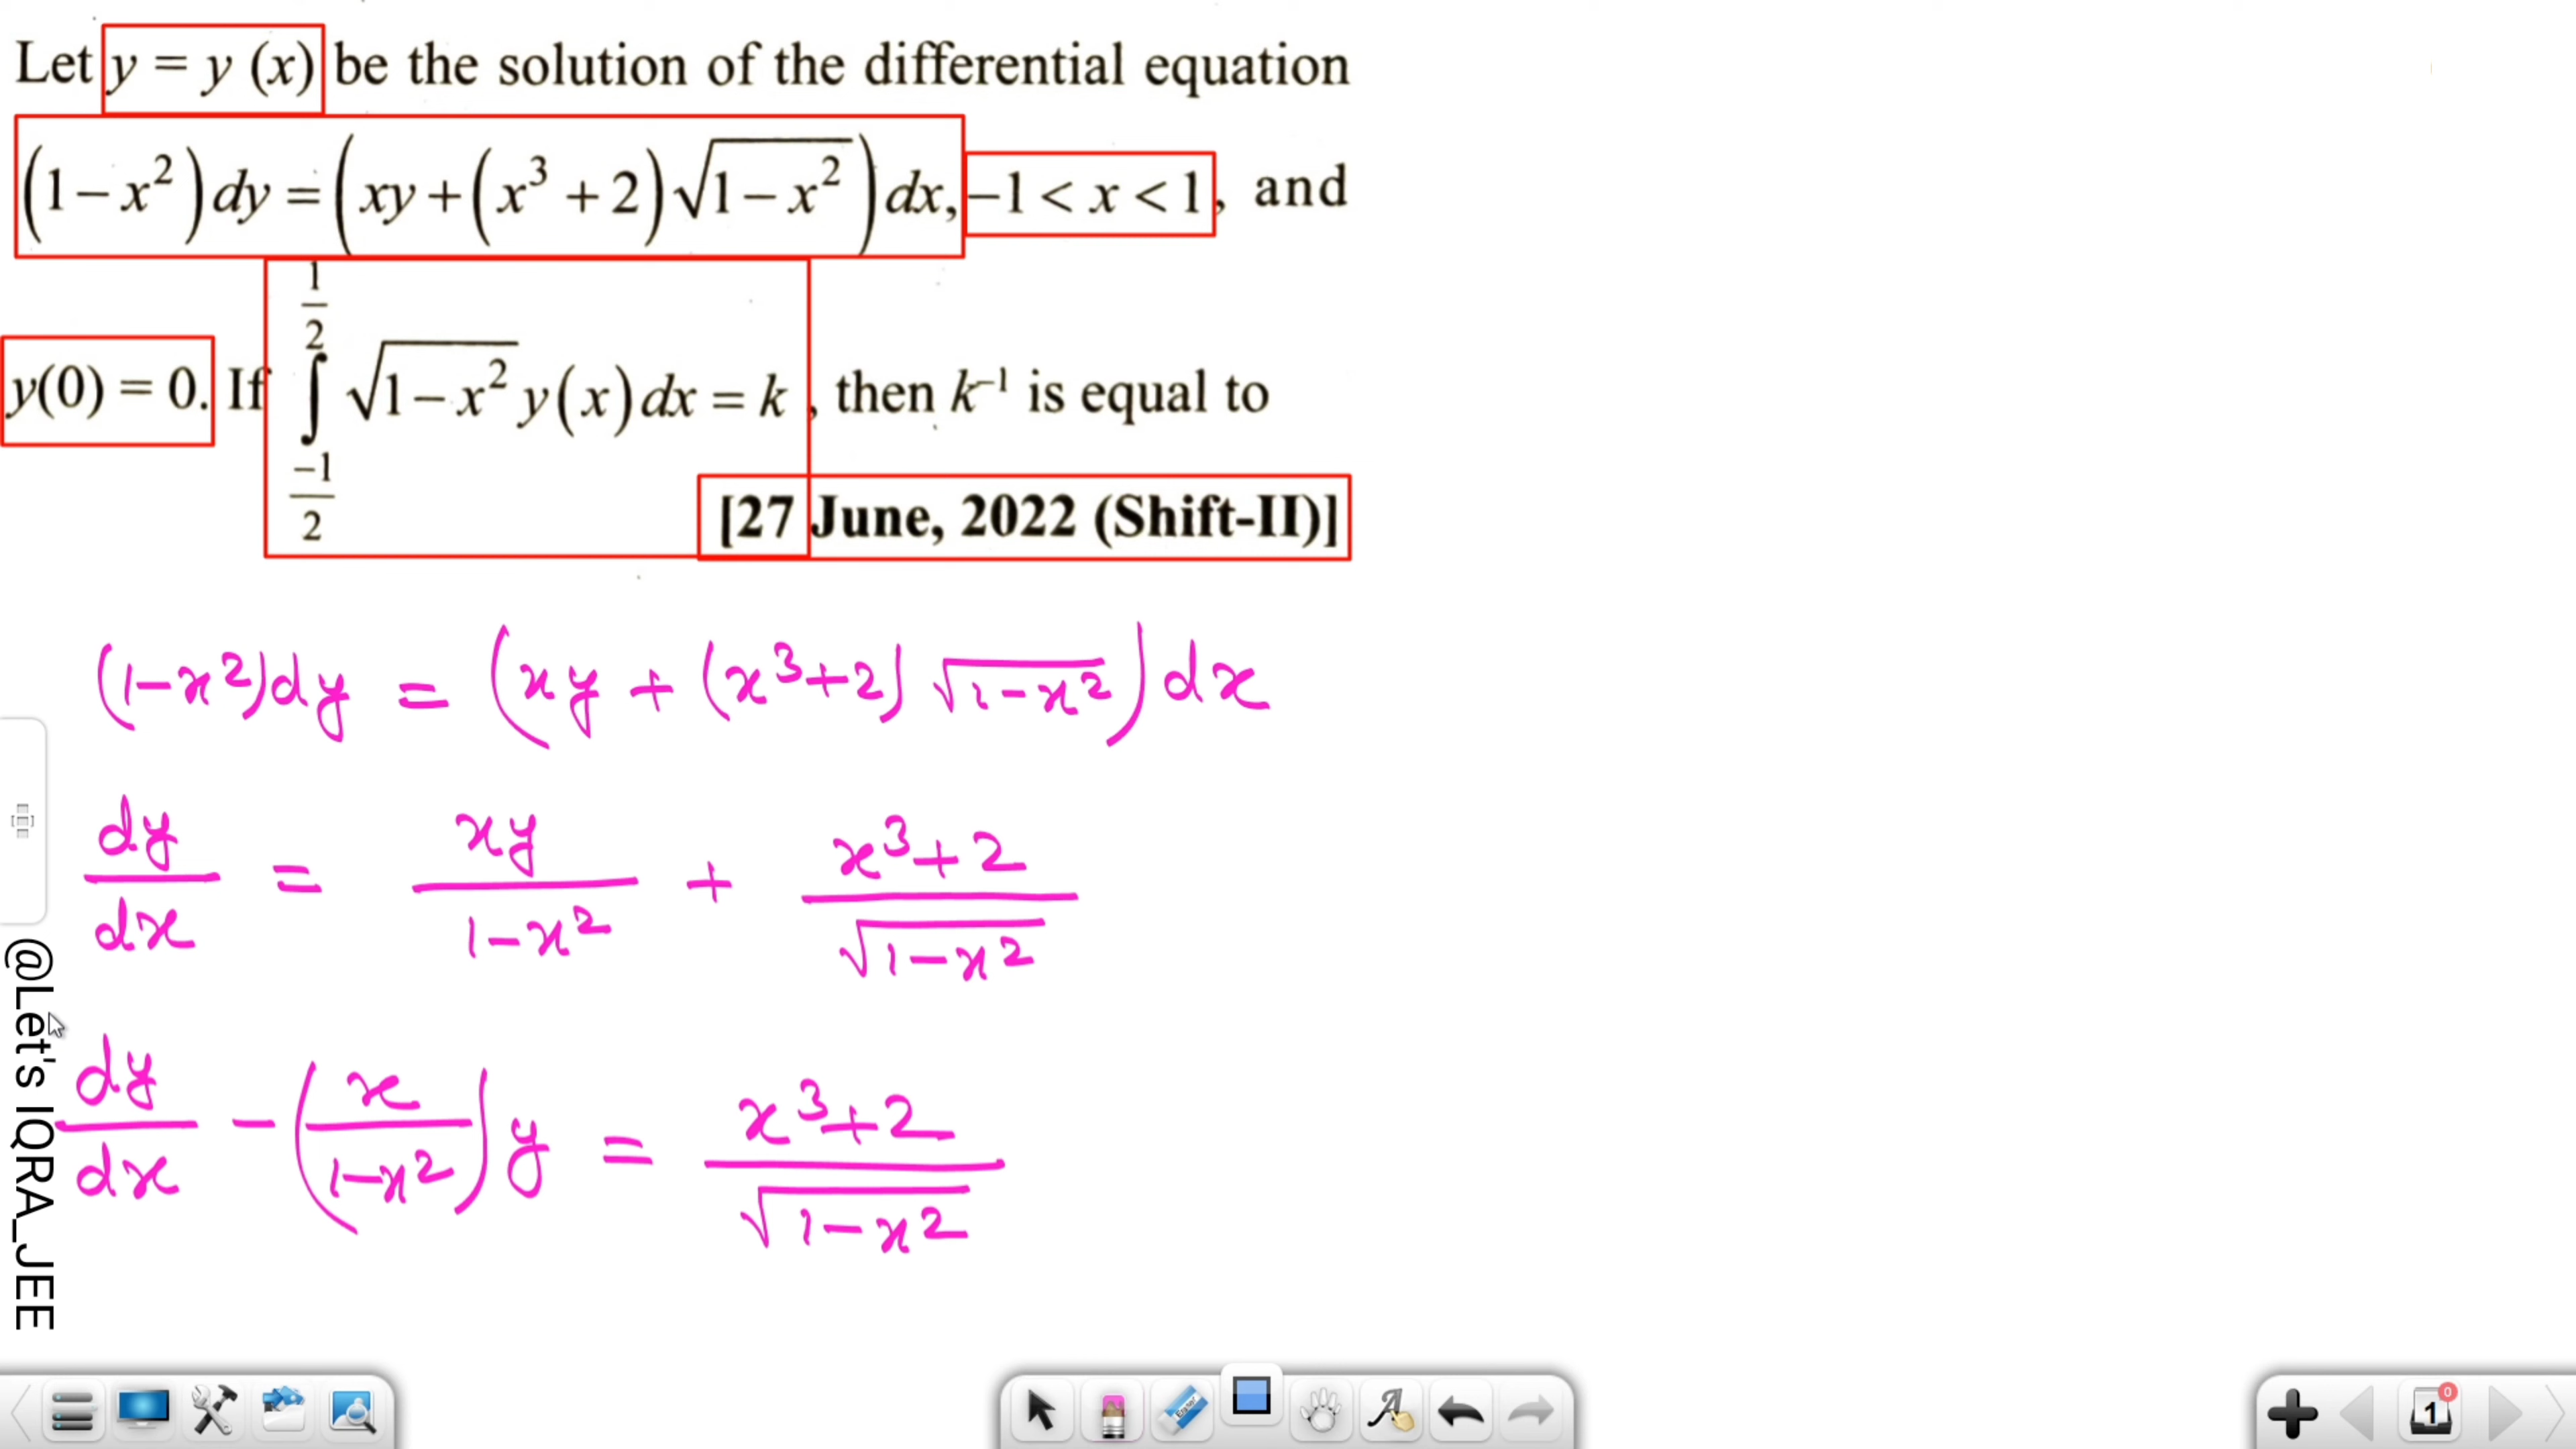 Let y = y (x) be the solution of the differential equation
(1 − x²) dy = (xy + (x³ + 2) √(1 − x²)) dx, −1 < x < 1, and
y(0) = 0. If ∫_{−1/2}^{1/2} √(1 − x²) y(x) dx = k, then k⁻¹ is equal to
[27 June, 2022 (Shift-II)]
(1−x²)dy = (xy + (x³+2) √(1−x²)) dx
dy/dx = xy/(1−x²) + (x³+2)/√(1−x²)
dy/dx − (x/(1−x²)) y = (x³+2)/√(1−x²)
@Let's IQRA_JEE
Eraser
A
1
0